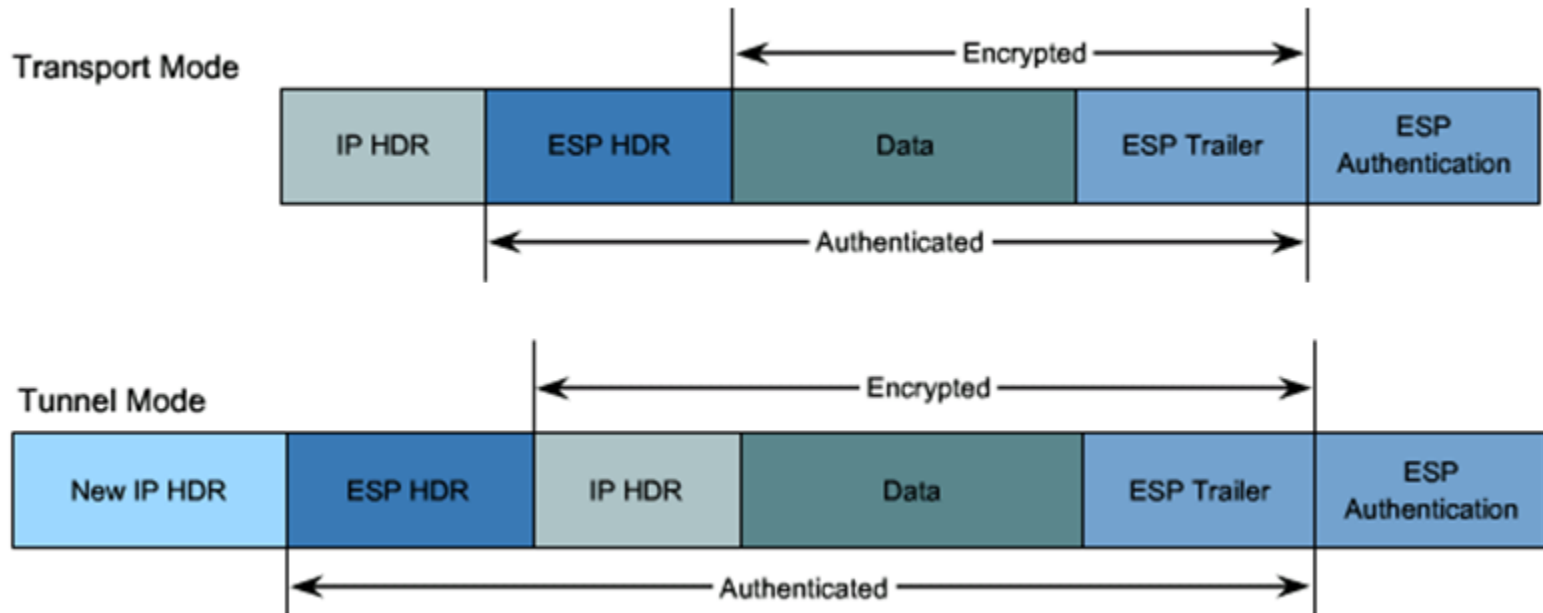 Transport Mode
Encrypted
IP HDR
ESP HDR
Data
ESP Trailer
ESP
Authentication
Authenticated
Tunnel Mode
Encrypted
New IP HDR
ESP HDR
IP HDR
Data
ESP Trailer
ESP
Authentication
Authenticated